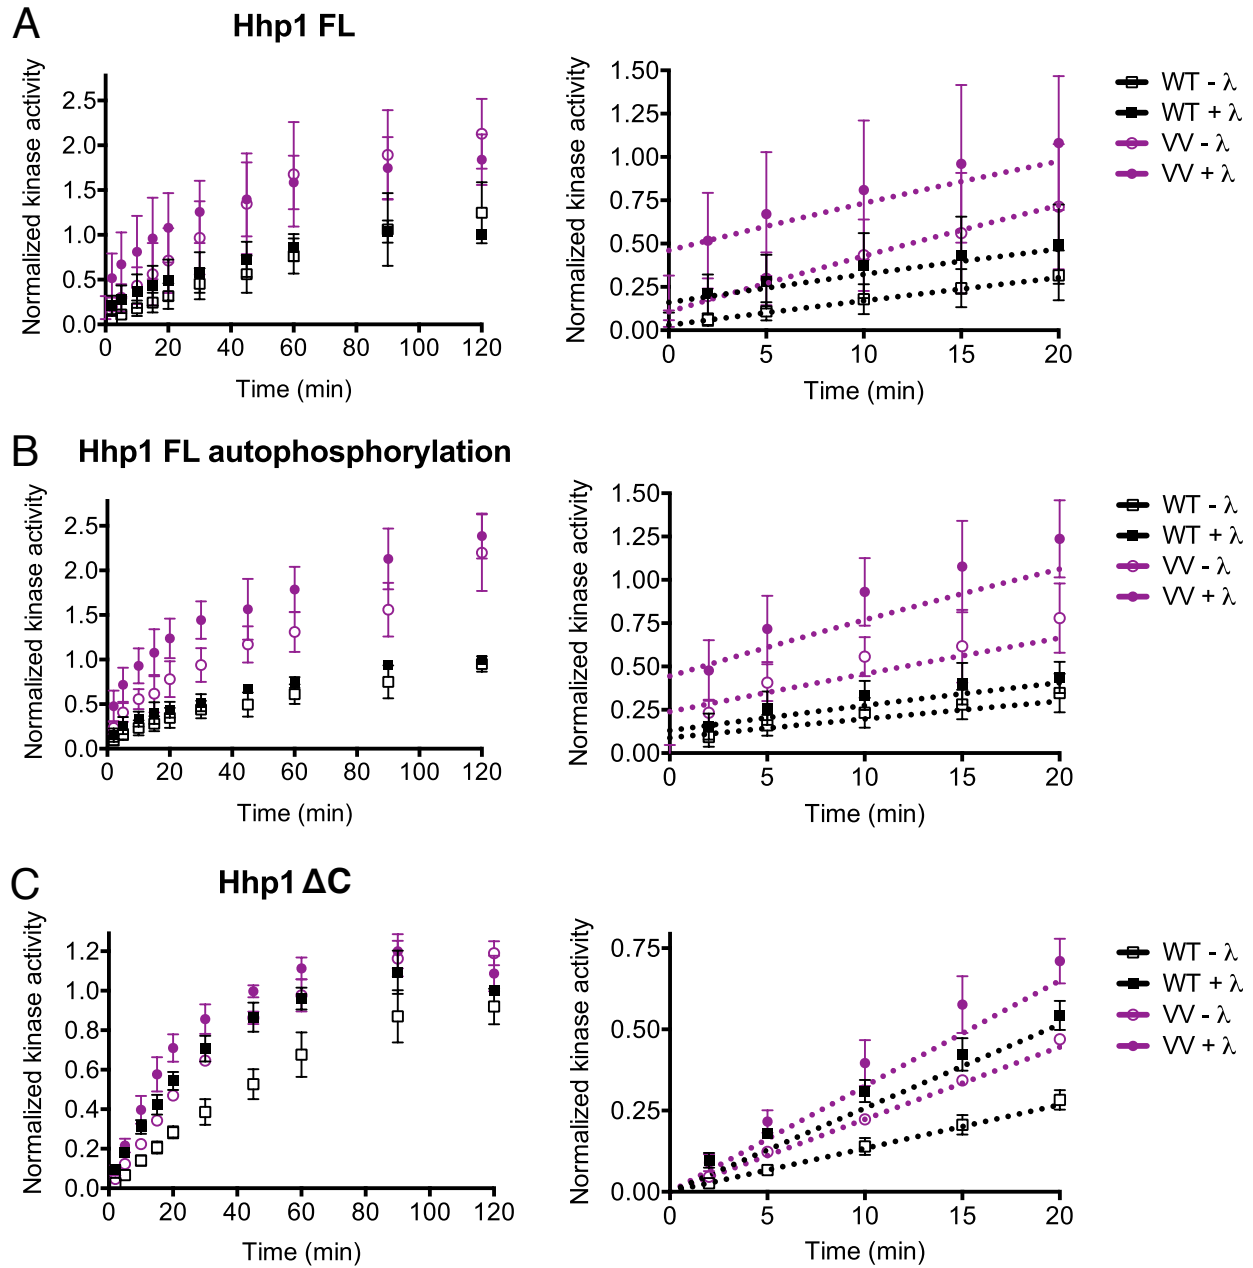 A
Hhp1 FL
Normalized kinase activity
2.5
2.0
1.5
1.0
0.5
0.0
0 20 40 60 80 100 120
Time (min)
Normalized kinase activity
1.50
1.25
1.00
0.75
0.50
0.25
0.00
0 5 10 15 20
Time (min)
WT - λ
WT + λ
VV - λ
VV + λ
B
Hhp1 FL autophosphorylation
Normalized kinase activity
2.5
2.0
1.5
1.0
0.5
0.0
0 20 40 60 80 100 120
Time (min)
Normalized kinase activity
1.50
1.25
1.00
0.75
0.50
0.25
0.00
0 5 10 15 20
Time (min)
WT - λ
WT + λ
VV - λ
VV + λ
C
Hhp1 ΔC
Normalized kinase activity
1.2
1.0
0.8
0.6
0.4
0.2
0.0
0 20 40 60 80 100 120
Time (min)
Normalized kinase activity
0.75
0.50
0.25
0.00
0 5 10 15 20
Time (min)
WT - λ
WT + λ
VV - λ
VV + λ